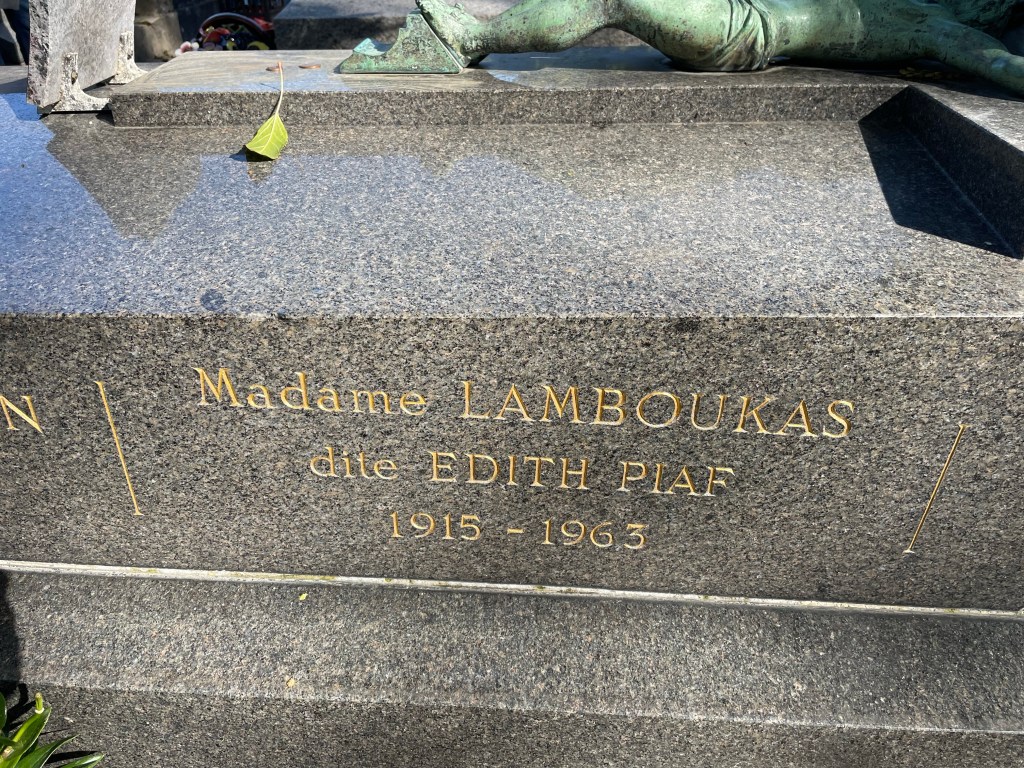 Madame LAMBOUKAS
dite EDITH PIAF
1915 - 1963